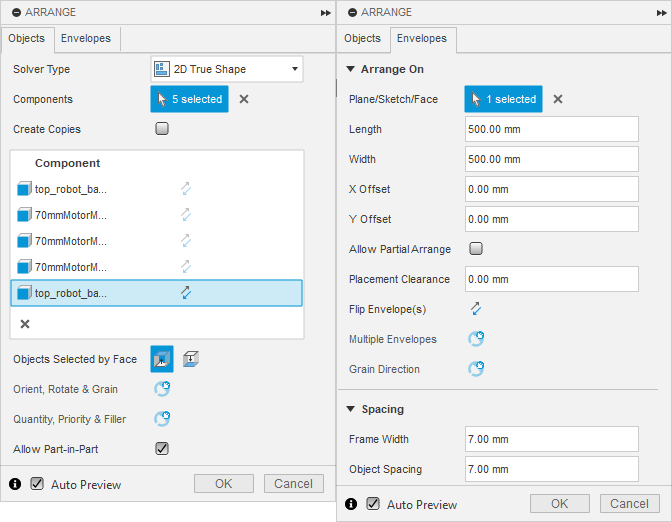 ARRANGE
Objects Envelopes
Solver Type 2D True Shape
Components 5 selected
Create Copies
Component
top_robot_ba...
70mmMotorM...
70mmMotorM...
70mmMotorM...
top_robot_ba...
Objects Selected by Face
Orient, Rotate & Grain
Quantity, Priority & Filler
Allow Part-in-Part
Auto Preview OK Cancel
ARRANGE
Objects Envelopes
Arrange On
Plane/Sketch/Face 1 selected
Length 500.00 mm
Width 500.00 mm
X Offset 0.00 mm
Y Offset 0.00 mm
Allow Partial Arrange
Placement Clearance 0.00 mm
Flip Envelope(s)
Multiple Envelopes
Grain Direction
Spacing
Frame Width 7.00 mm
Object Spacing 7.00 mm
Auto Preview OK Cancel